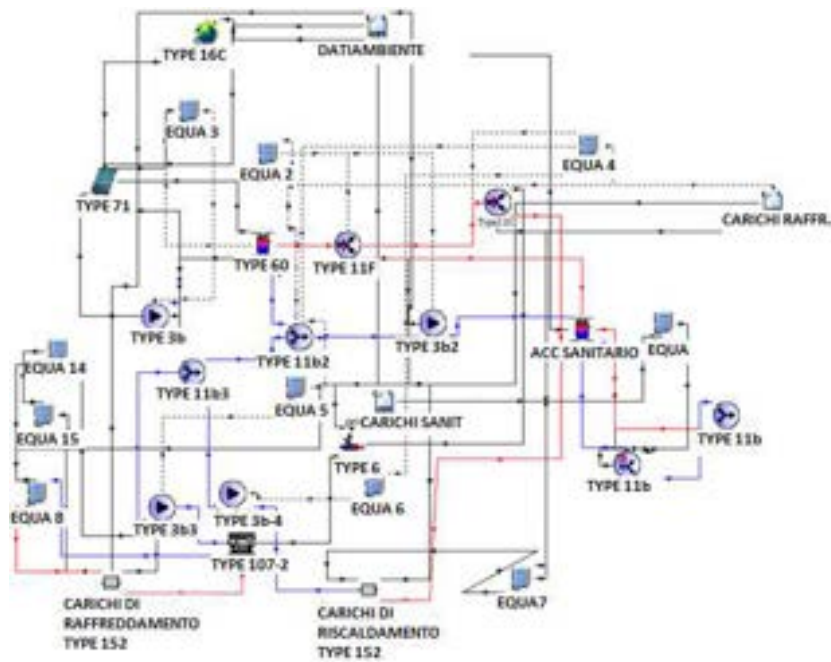 TYPE 16C
DATIAMBIENTE
EQUA 3
EQUA 2
EQUA 4
TYPE 71
CARICHI RAFFR.
TYPE 60
TYPE 11F
TYPE 3b
TYPE 11b2
TYPE 3b2
ACC SANITARIO
EQUA
EQUA 14
TYPE 11b3
EQUA 5
CARICHI SANIT
TYPE 11b
EQUA 15
TYPE 6
TYPE 11b
EQUA 8
TYPE 3b3
TYPE 3b-4
EQUA 6
TYPE 107-2
EQUA7
CARICHI DI
RAFFREDDAMENTO
TYPE 152
CARICHI DI
RISCALDAMENTO
TYPE 152